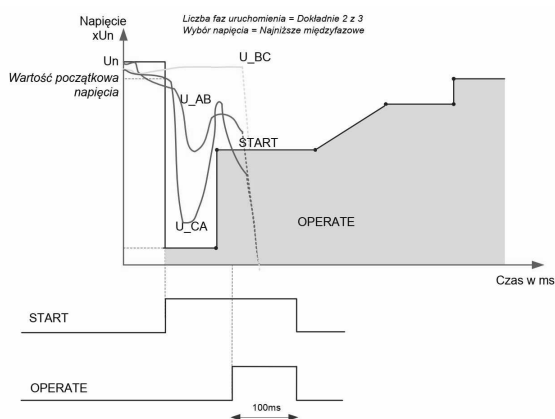 Napięcie
xUn
Liczba faz uruchomienia = Dokładnie 2 z 3
Wybór napięcia = Najniższe międzyfazowe
Un
U_BC
Wartość początkowa
napięcia
U_AB
START
U_CA
OPERATE
Czas w ms
START
OPERATE
100ms